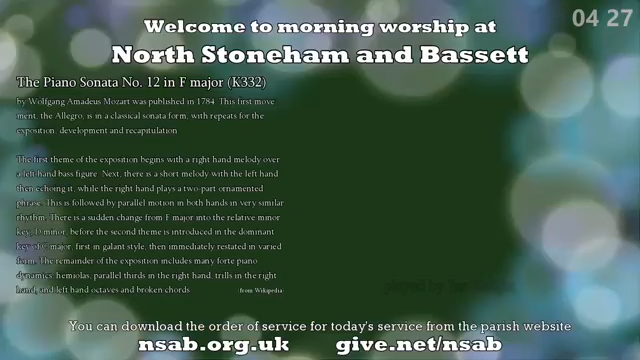 04 27
Welcome to morning worship at
North Stoneham and Bassett
The Piano Sonata No. 12 in F major (K332)
by Wolfgang Amadeus Mozart was published in 1784. This first move
ment, the Allegro, is in a classical sonata form, with repeats for the
exposition, development and recapitulation
The first theme of the exposition begins with a right hand melody over
a left hand bass figure. Next, there is a short melody with the left hand
then echoing it, while the right hand plays a two-part ornamented
phrase. This is followed by parallel motion in both hands in very similar
rhythm. There is a sudden change from F major into the relative minor
key, D minor, before the second theme is introduced in the dominant
key of C major, first in galant style, then immediately restated in varied
form. The remainder of the exposition includes many forte piano
dynamics, hemiolas, parallel thirds in the right hand, trills in the right
hand, and left hand octaves and broken chords (from Wikipedia)
played by
You can download the order of service for today's service from the parish website
nsab.org.uk give.net/nsab